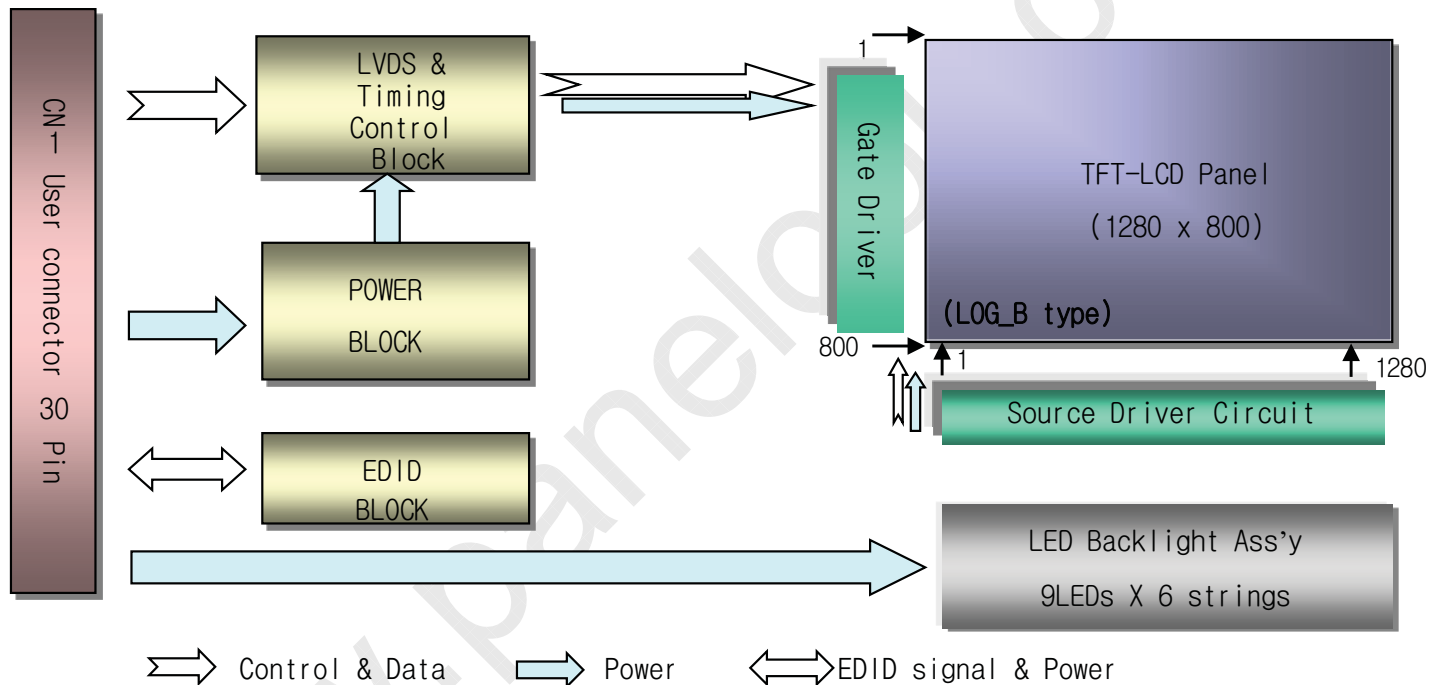 CN1- User connector 30 Pin
LVDS &
Timing
Control
Block
POWER
BLOCK
EDID
BLOCK
1
Gate Driver
800
TFT-LCD Panel
(1280 x 800)
(LOG_B type)
1
1280
Source Driver Circuit
LED Backlight Ass’y
9LEDs X 6 strings
Control & Data
Power
EDID signal & Power